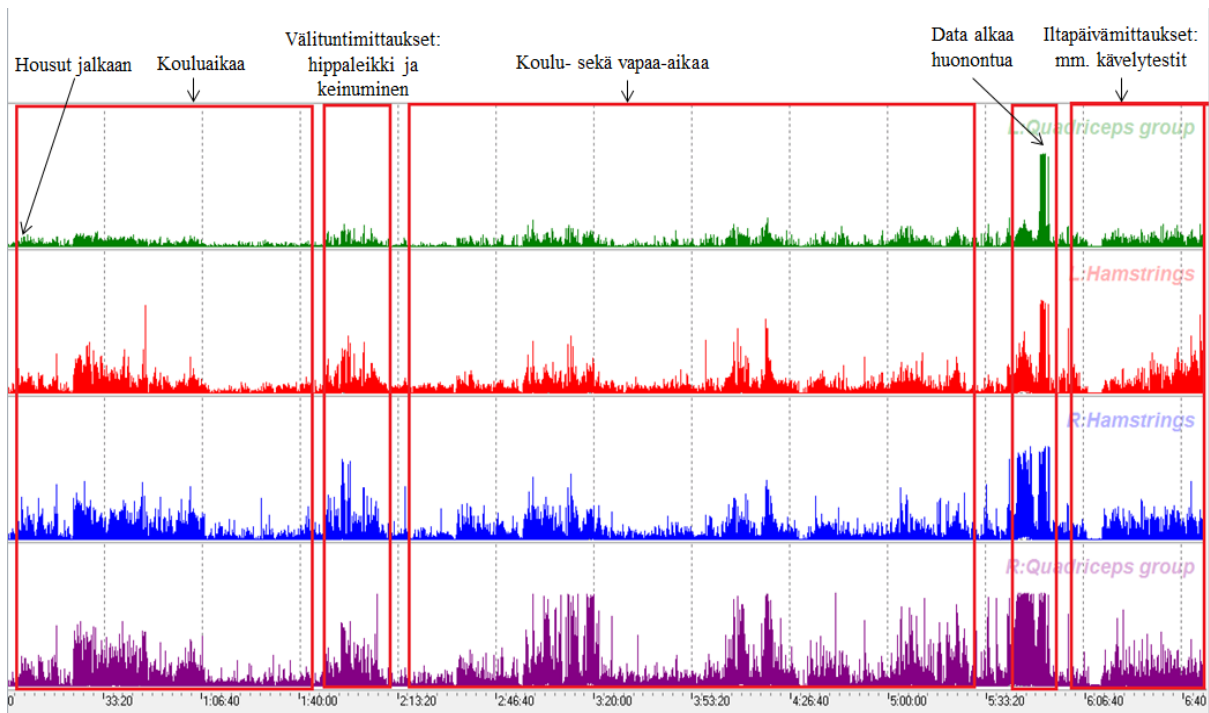 Housut jalkaan
Kouluaikaa
Välituntimittaukset:
hippaleikki ja
keinuminen
Koulu- sekä vapaa-aikaa
Data alkaa
huonontua
Iltapäivämittaukset:
mm. kävelytestit
L:Quadriceps group
L:Hamstrings
R:Hamstrings
R:Quadriceps group
0 33:20 1:06:40 1:40:00 2:13:20 2:46:40 3:20:00 3:53:20 4:26:40 5:00:00 5:33:20 6:06:40 6:40